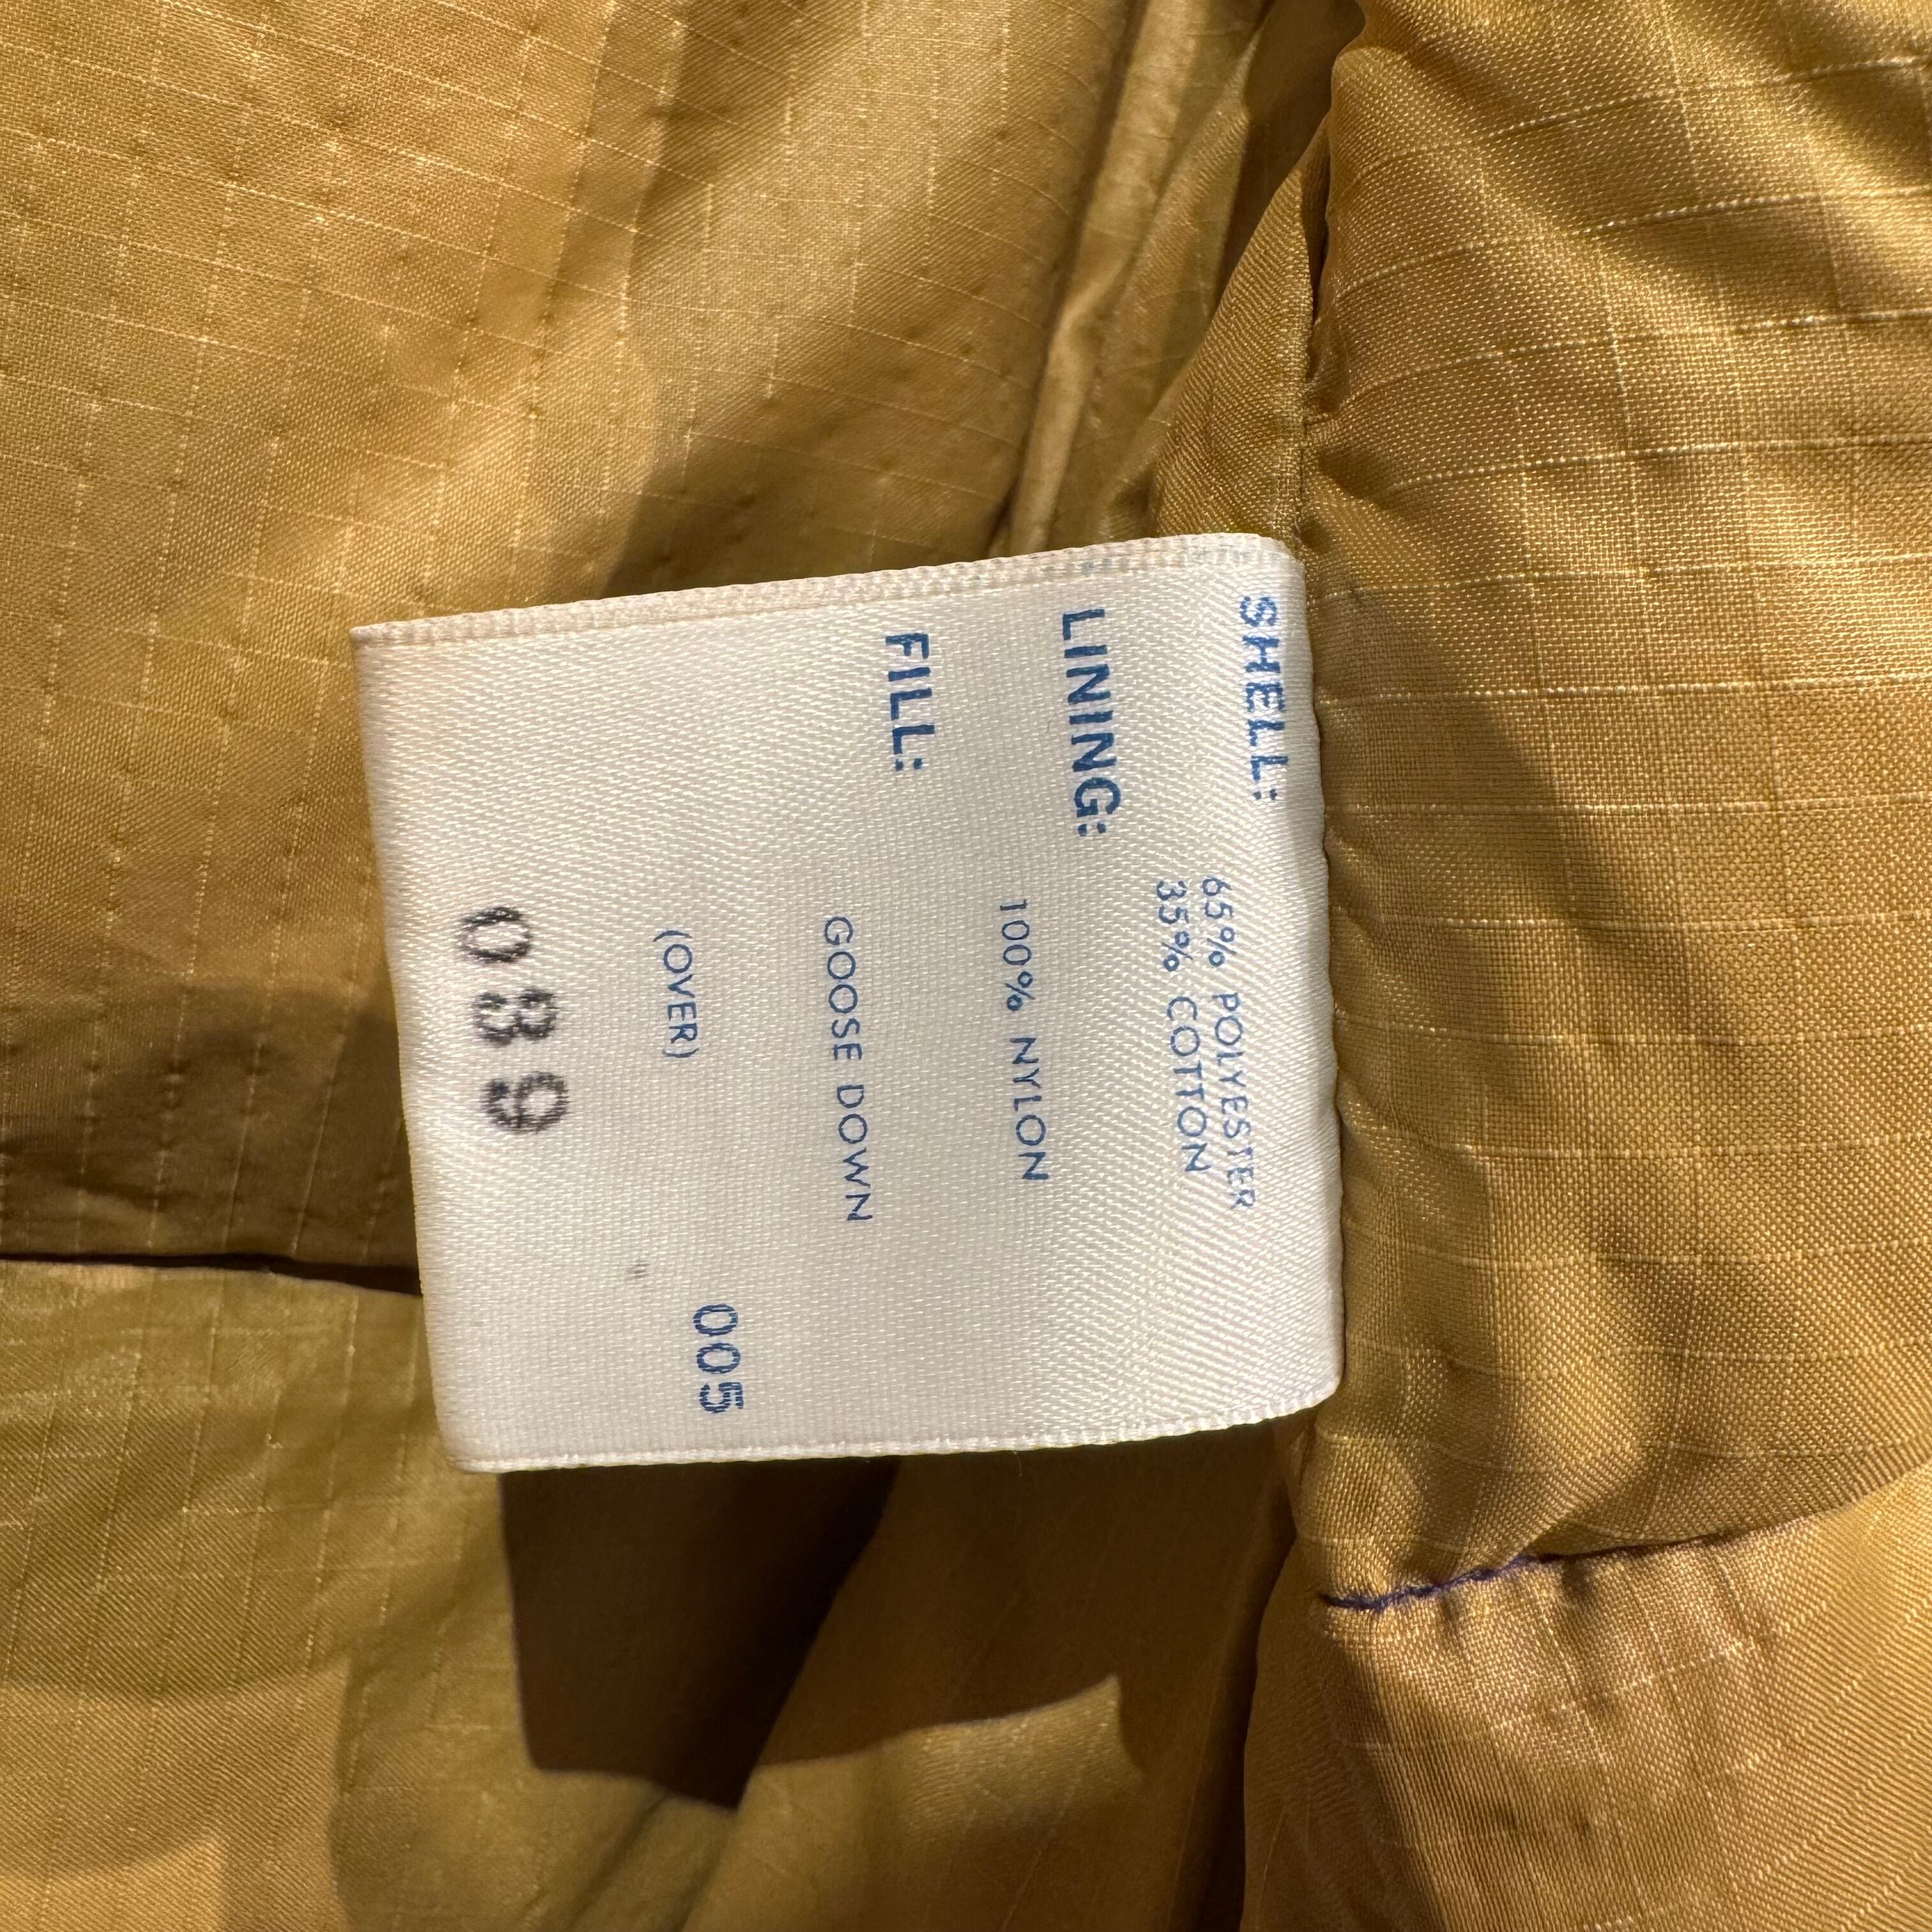 SHELL:
65% POLYESTER
35% COTTON
LINING:
100% NYLON
FILL:
GOOSE DOWN
(OVER)
005
089